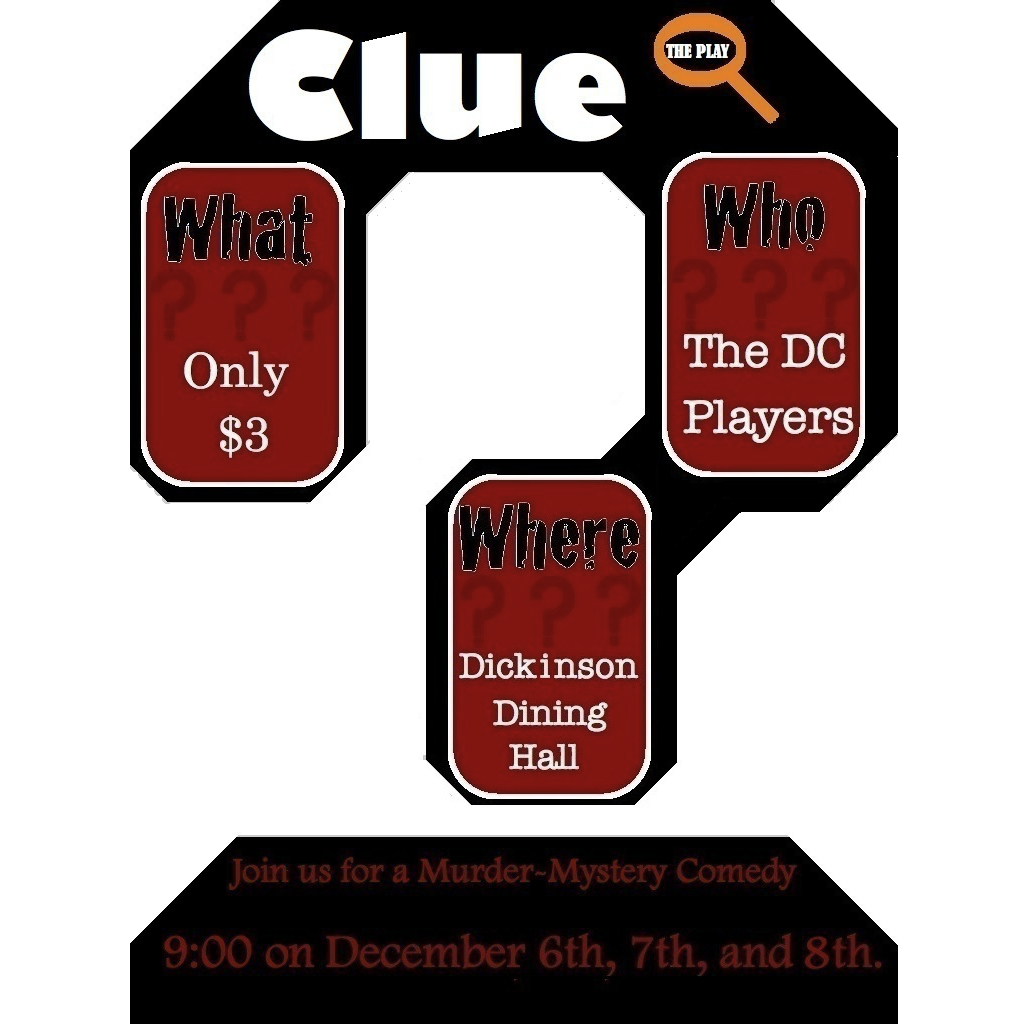 Clue
THE PLAY
What
? ? ?
Only
$3
Who
? ? ?
The DC
Players
Where
? ? ?
Dickinson
Dining
Hall
Join us for a Murder~Mystery Comedy
9:00 on December 6th, 7th, and 8th.